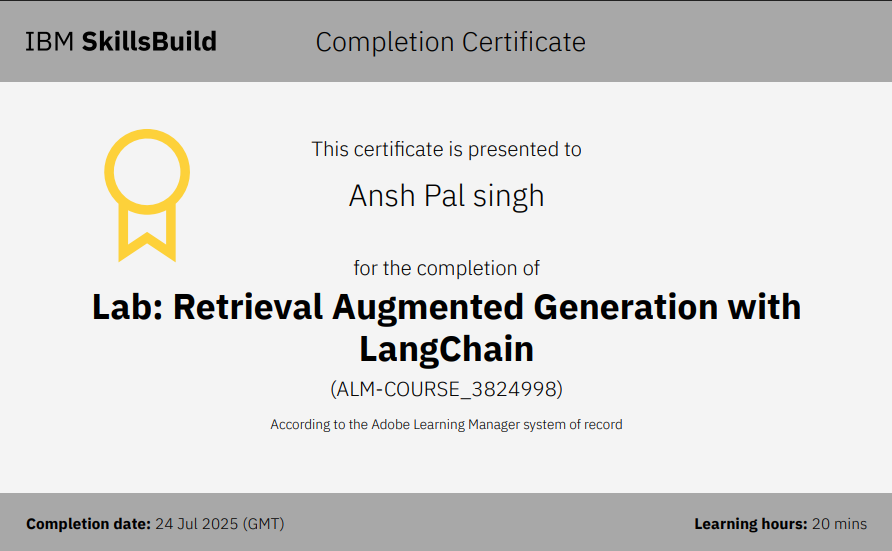 IBM SkillsBuild
Completion Certificate
This certificate is presented to
Ansh Pal singh
for the completion of
Lab: Retrieval Augmented Generation with
LangChain
(ALM-COURSE_3824998)
According to the Adobe Learning Manager system of record
Completion date: 24 Jul 2025 (GMT)
Learning hours: 20 mins